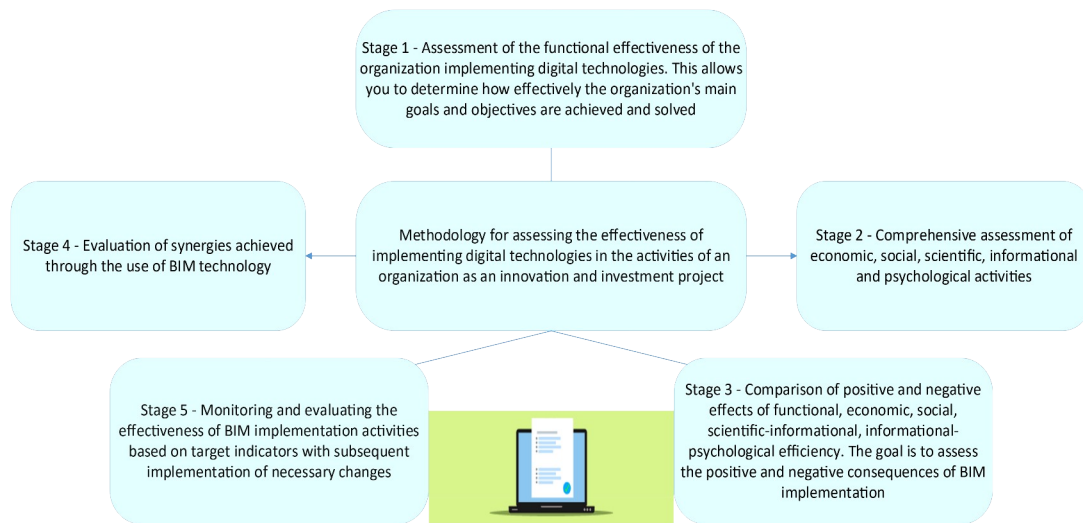 Stage 1 - Assessment of the functional effectiveness of the
organization implementing digital technologies. This allows
you to determine how effectively the organization's main
goals and objectives are achieved and solved
Stage 4 - Evaluation of synergies achieved
through the use of BIM technology
Methodology for assessing the effectiveness of
implementing digital technologies in the activities of an
organization as an innovation and investment project
Stage 2 - Comprehensive assessment of
economic, social, scientific, informational
and psychological activities
Stage 5 - Monitoring and evaluating the
effectiveness of BIM implementation activities
based on target indicators with subsequent
implementation of necessary changes
Stage 3 - Comparison of positive and negative
effects of functional, economic, social,
scientific-informational, informational-
psychological efficiency. The goal is to assess
the positive and negative consequences of BIM
implementation